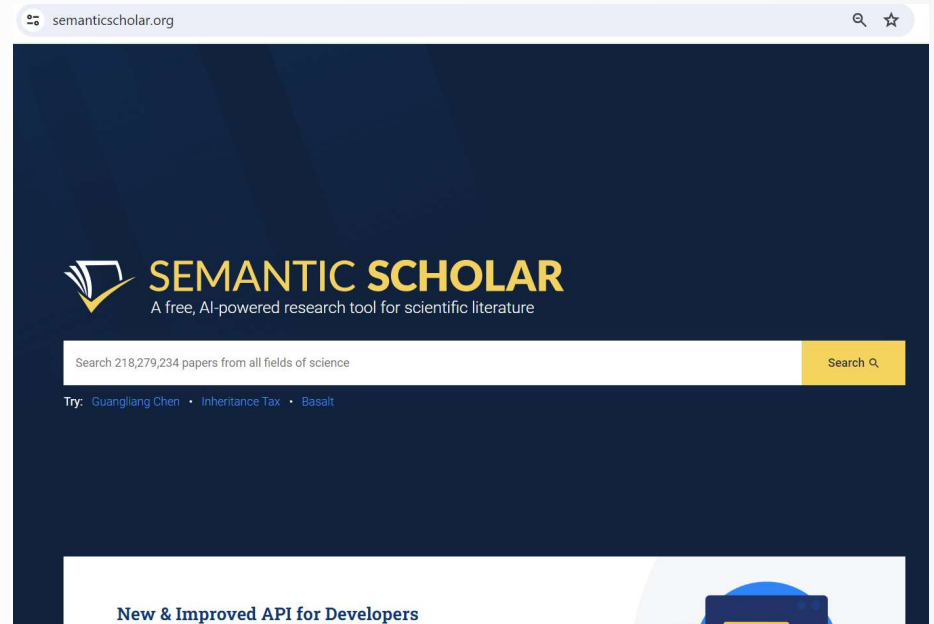 semanticscholar.org
SEMANTIC SCHOLAR
A free, AI-powered research tool for scientific literature
Search 218,279,234 papers from all fields of science
Search
Try: Guangliang Chen • Inheritance Tax • Basalt
New & Improved API for Developers